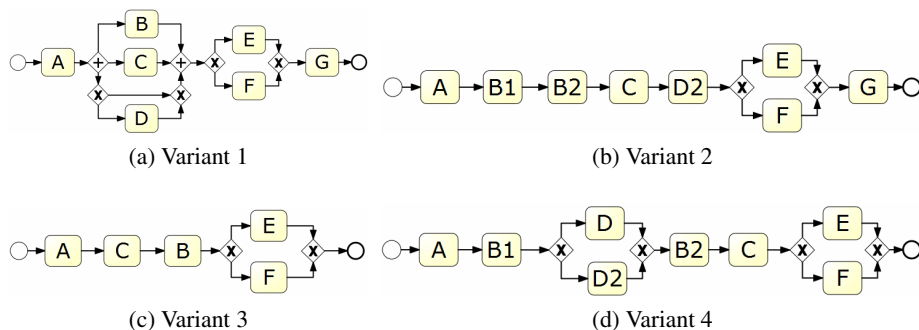 B
A + C + X E X G
F
X X
D
(a) Variant 1
E
A B1 B2 C D2 X X G
F
(b) Variant 2
E
A C B X X
F
(c) Variant 3
D E
A B1 X X B2 C X X
D2 F
(d) Variant 4